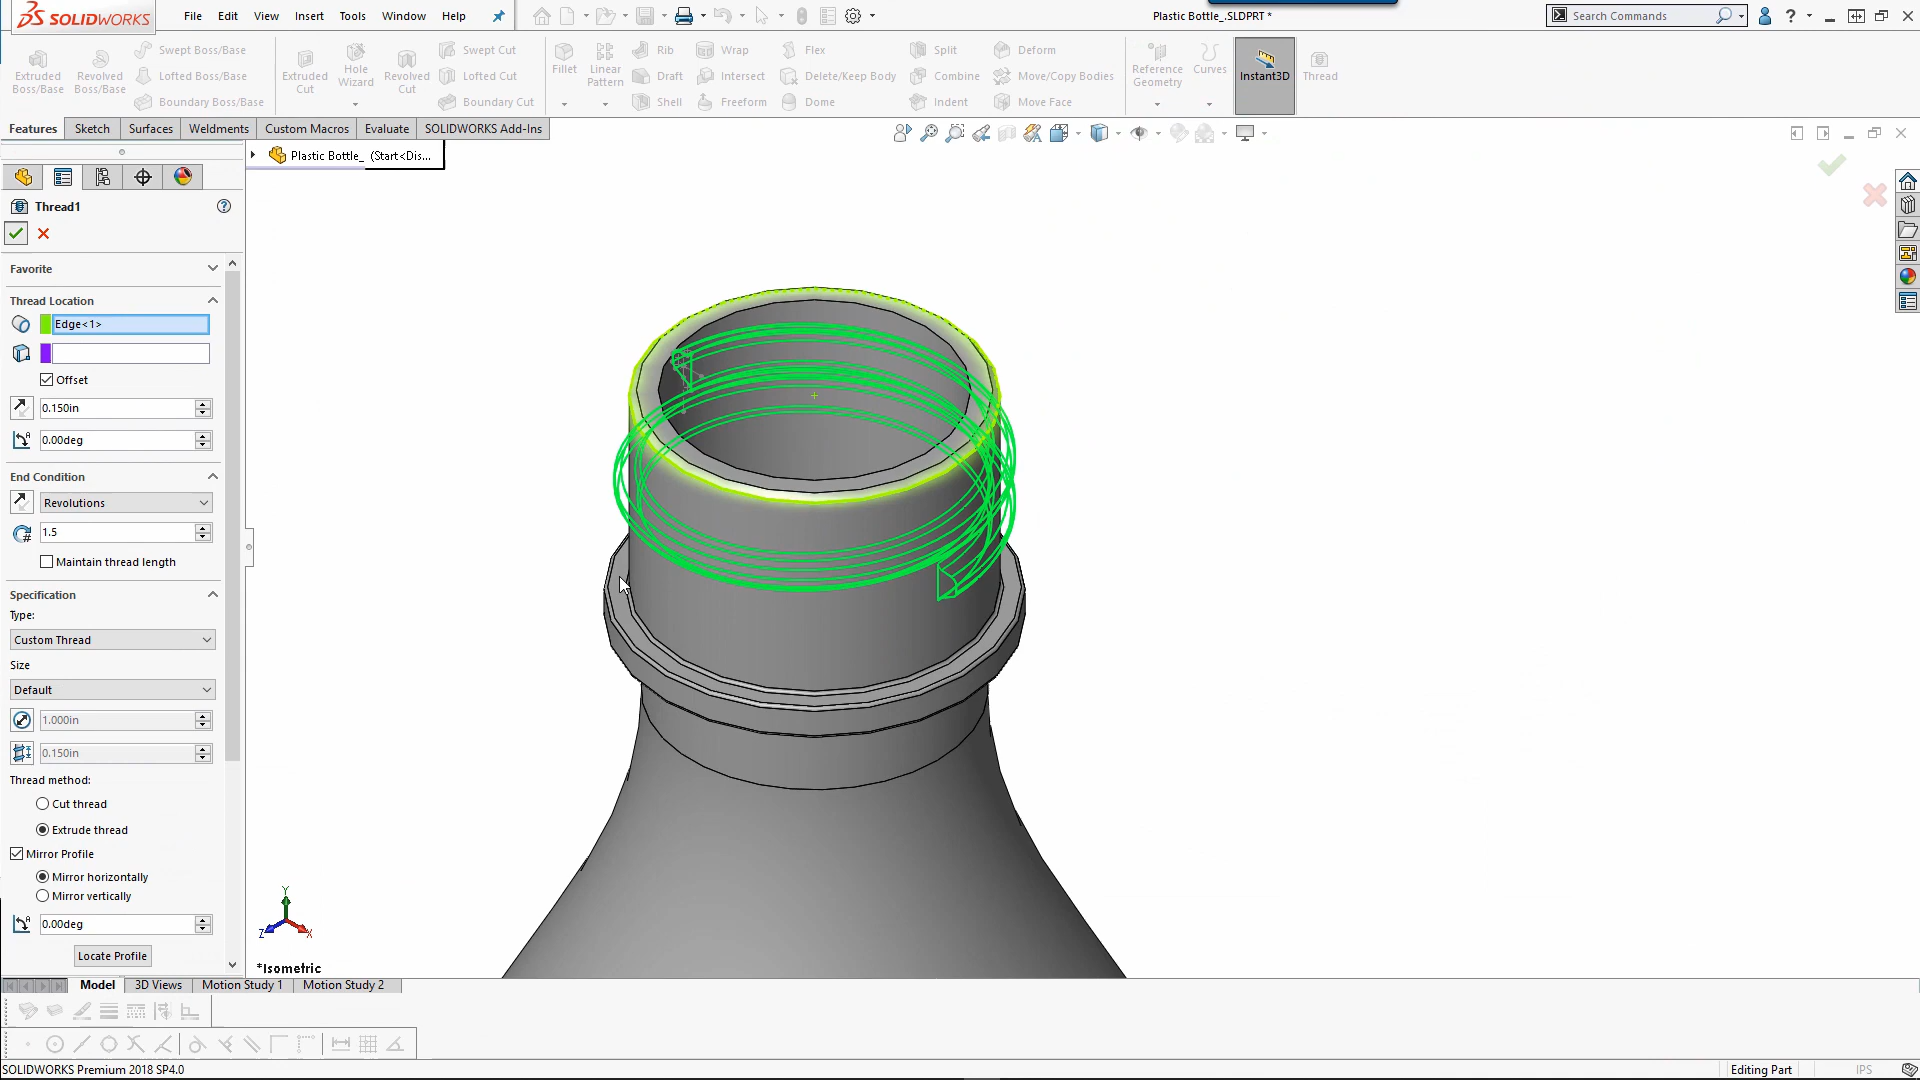 SOLIDWORKS File Edit View Insert Tools Window Help Plastic Bottle_.SLDPRT * Search Commands ?
Extruded Boss/Base Revolved Boss/Base Swept Boss/Base Lofted Boss/Base Boundary Boss/Base
Extruded Cut Hole Wizard Revolved Cut Swept Cut Lofted Cut Boundary Cut
Fillet Linear Pattern Rib Draft Shell Wrap Intersect Freeform Flex Delete/Keep Body Dome
Split Combine Indent Deform Move/Copy Bodies Move Face
Reference Geometry Curves Instant3D Thread
Features Sketch Surfaces Weldments Custom Macros Evaluate SOLIDWORKS Add-Ins
Plastic Bottle_ (Start<Dis...
Thread1 ?
Favorite
Thread Location
Edge<1>
Offset
0.150in
0.00deg
End Condition
Revolutions
1.5
Maintain thread length
Specification
Type:
Custom Thread
Size
Default
1.000in
0.150in
Thread method:
Cut thread
Extrude thread
Mirror Profile
Mirror horizontally
Mirror vertically
0.00deg
Locate Profile
Y
Z X
*Isometric
Model 3D Views Motion Study 1 Motion Study 2
SOLIDWORKS Premium 2018 SP4.0 Editing Part IPS